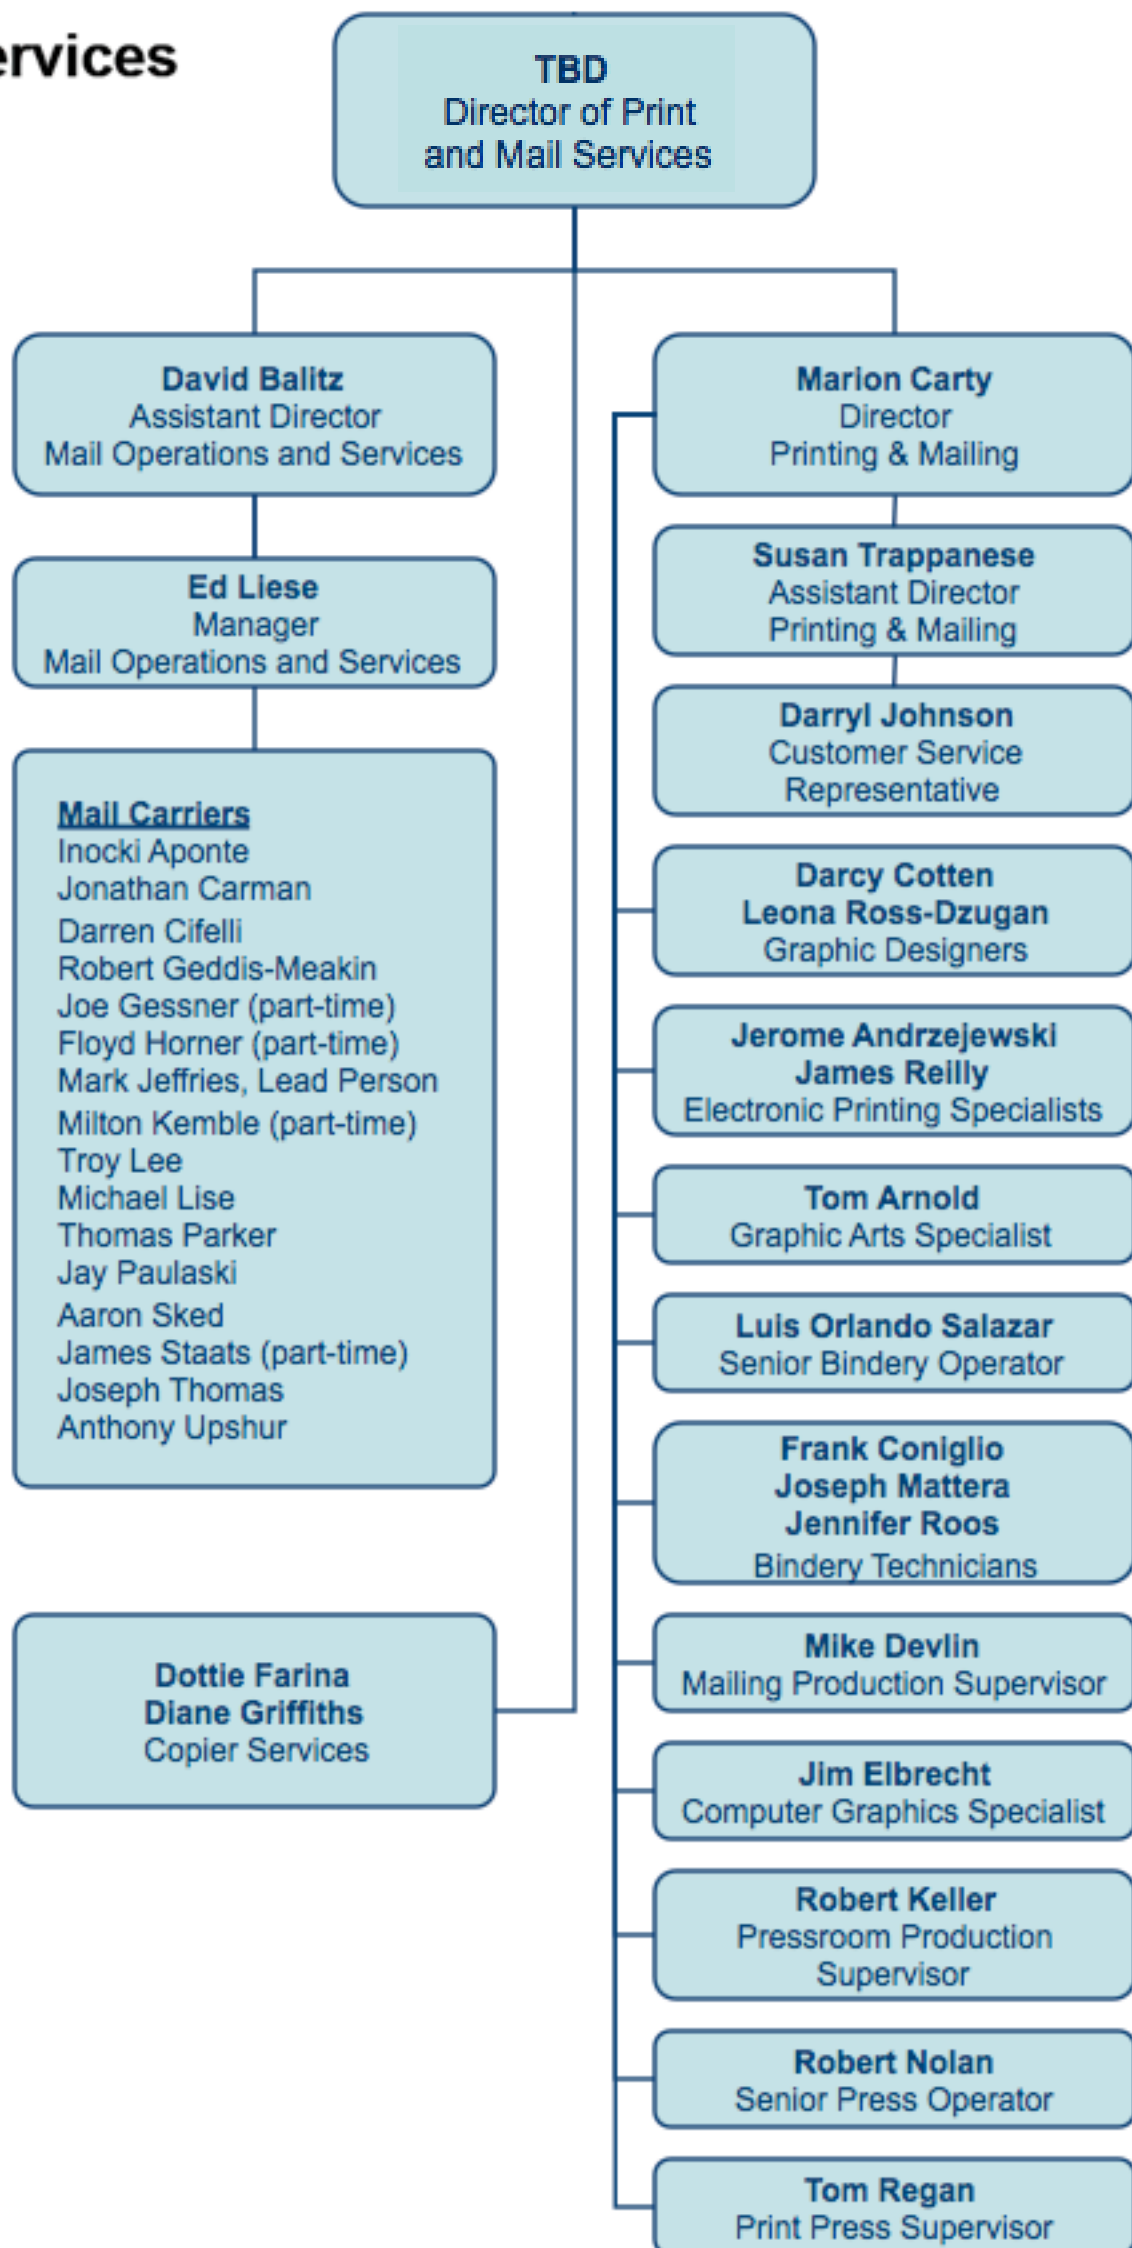 TBD
Director of Print
and Mail Services
David Balitz
Assistant Director
Mail Operations and Services
Ed Liese
Manager
Mail Operations and Services
Mail Carriers
Inocki Aponte
Jonathan Carman
Darren Cifelli
Robert Geddis-Meakin
Joe Gessner (part-time)
Floyd Horner (part-time)
Mark Jeffries, Lead Person
Milton Kemble (part-time)
Troy Lee
Michael Lise
Thomas Parker
Jay Paulaski
Aaron Sked
James Staats (part-time)
Joseph Thomas
Anthony Upshur
Dottie Farina
Diane Griffiths
Copier Services
Marion Carty
Director
Printing & Mailing
Susan Trappanese
Assistant Director
Printing & Mailing
Darryl Johnson
Customer Service
Representative
Darcy Cotten
Leona Ross-Dzugan
Graphic Designers
Jerome Andrzejewski
James Reilly
Electronic Printing Specialists
Tom Arnold
Graphic Arts Specialist
Luis Orlando Salazar
Senior Bindery Operator
Frank Coniglio
Joseph Mattera
Jennifer Roos
Bindery Technicians
Mike Devlin
Mailing Production Supervisor
Jim Elbrecht
Computer Graphics Specialist
Robert Keller
Pressroom Production
Supervisor
Robert Nolan
Senior Press Operator
Tom Regan
Print Press Supervisor